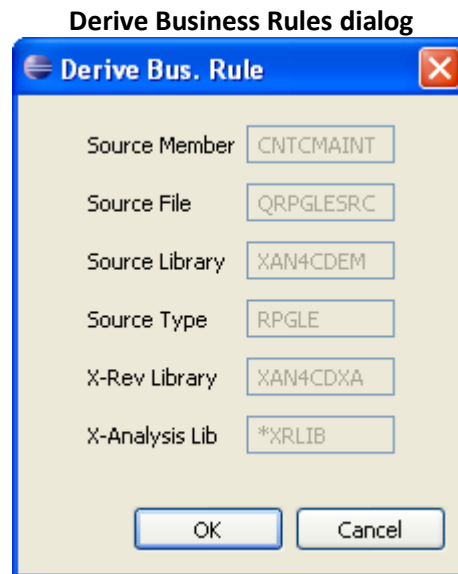 Derive Business Rules dialog
Derive Bus. Rule
Source Member CNTCMAINT
Source File QRPGLESRC
Source Library XAN4CDEM
Source Type RPGLE
X-Rev Library XAN4CDXA
X-Analysis Lib *XRLIB
OK Cancel